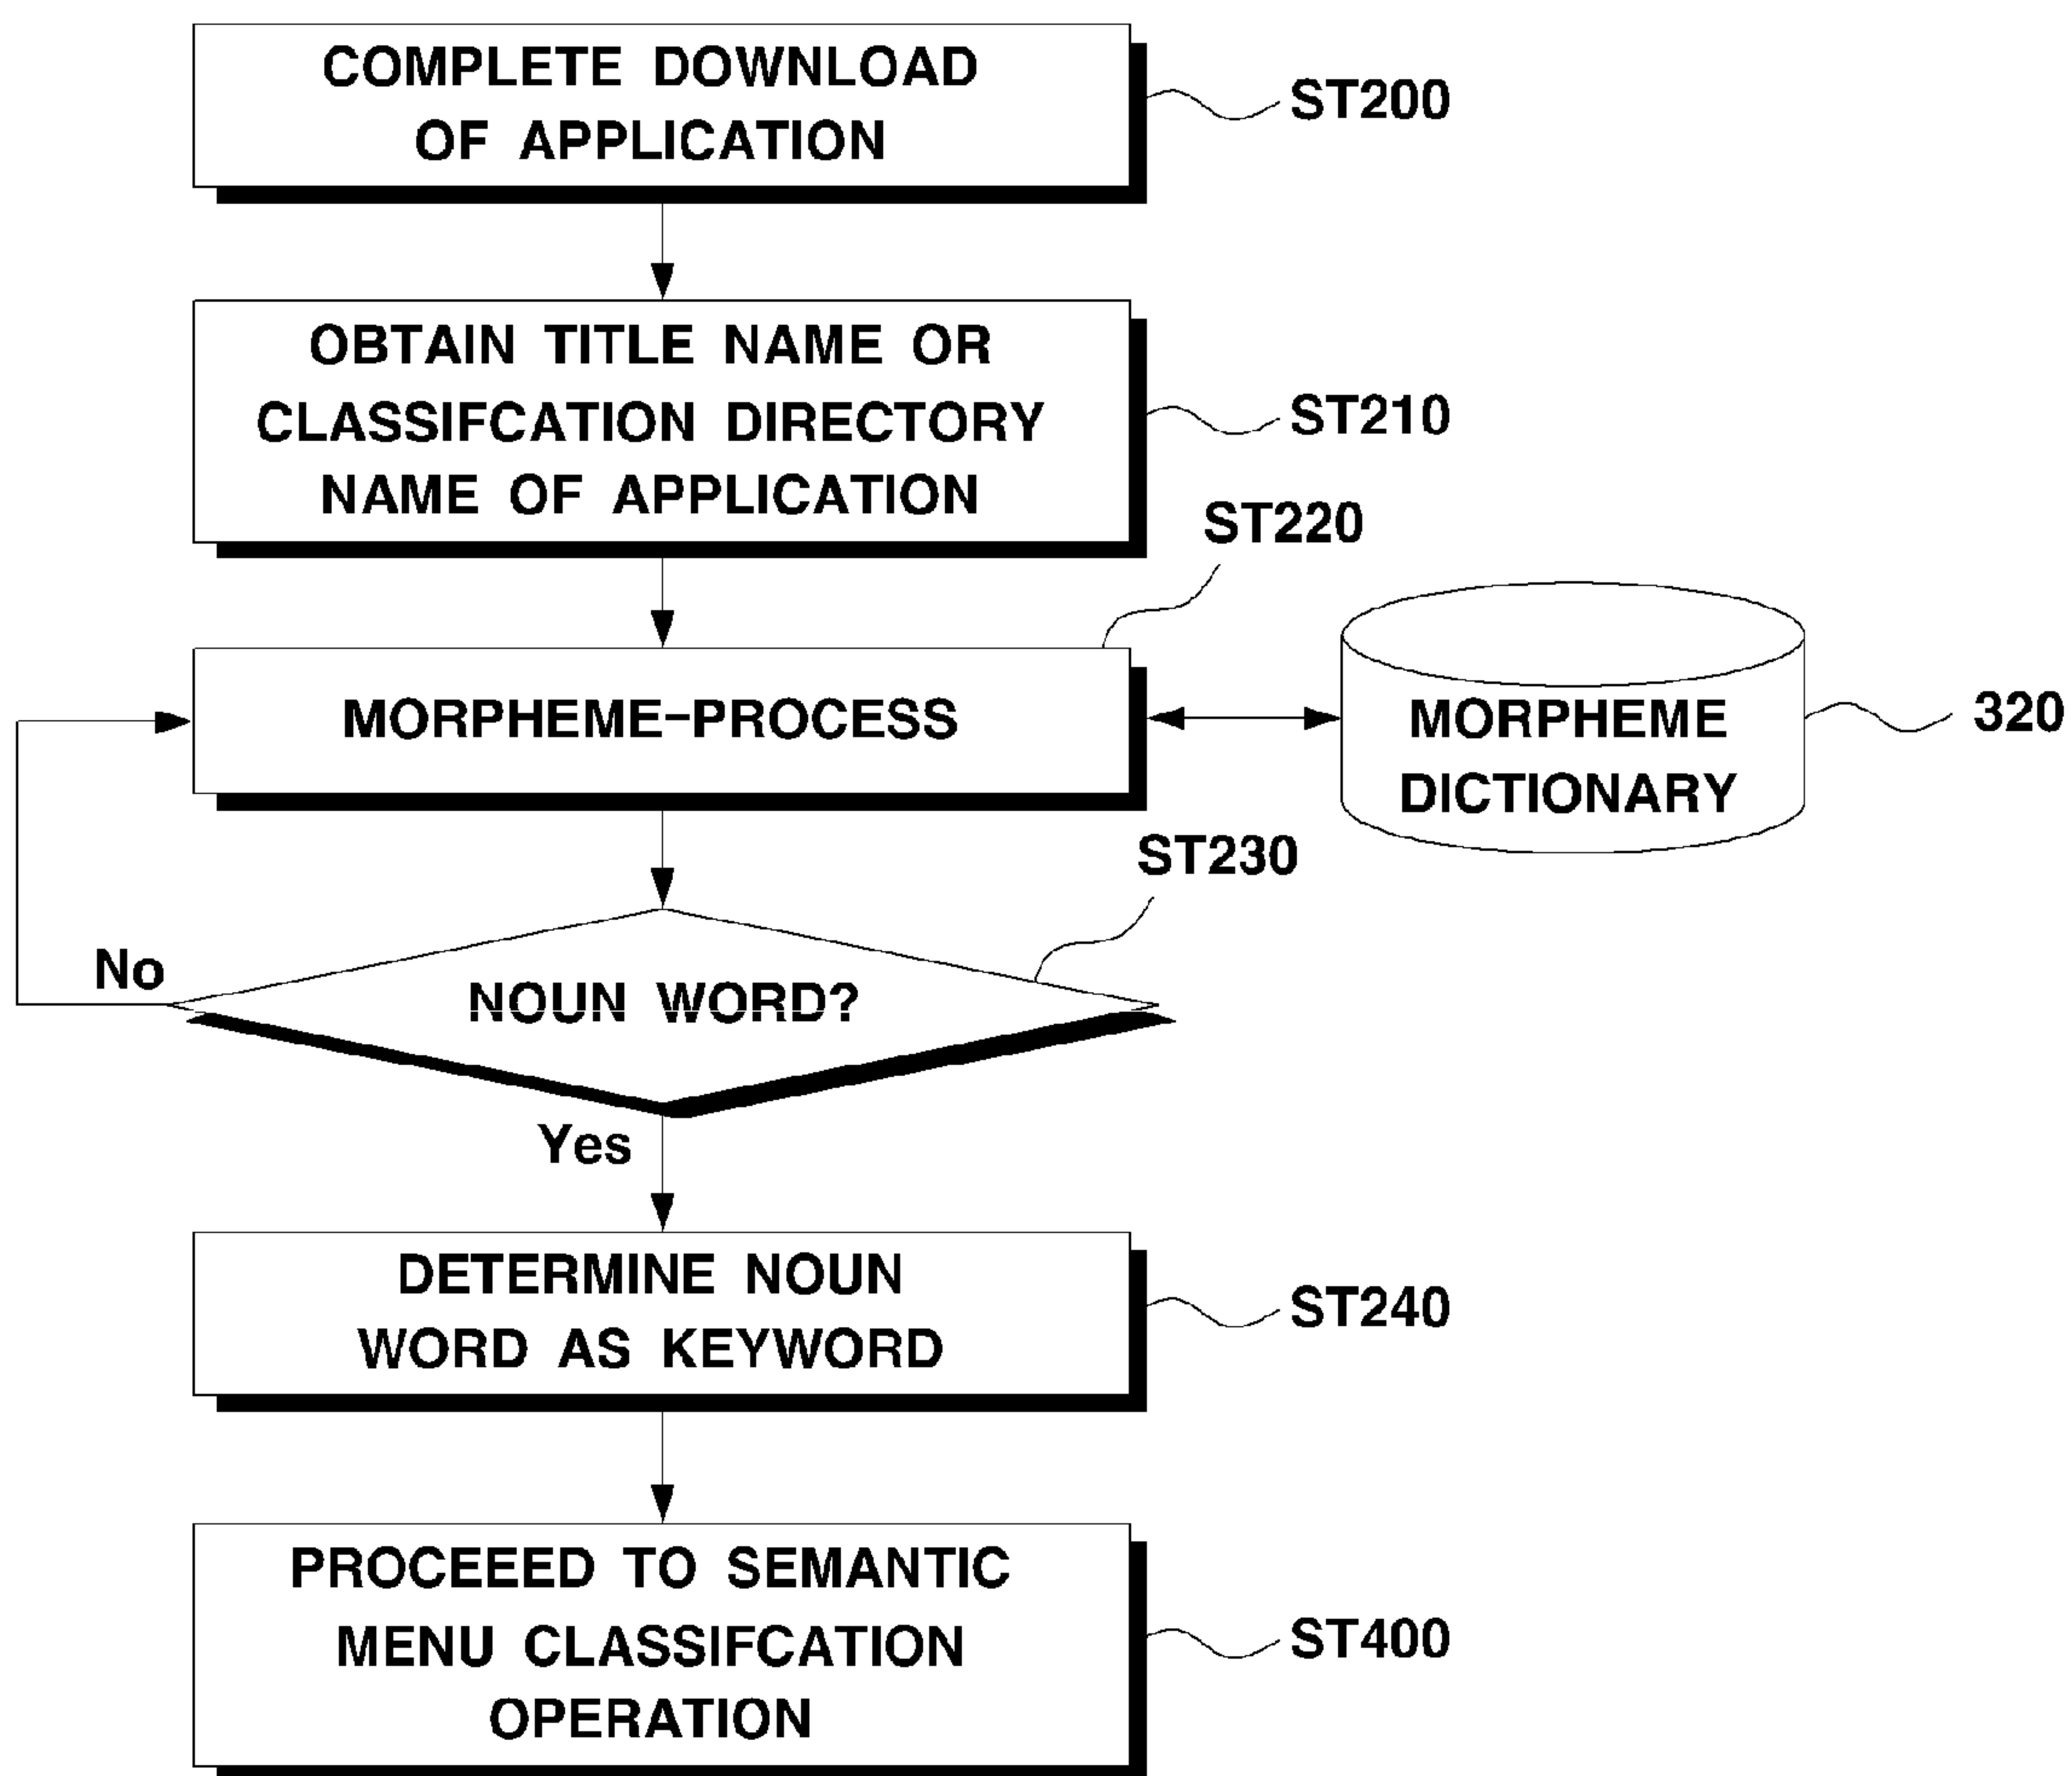 COMPLETE DOWNLOAD
OF APPLICATION
ST200
OBTAIN TITLE NAME OR
CLASSIFCATION DIRECTORY
NAME OF APPLICATION
ST210
ST220
MORPHEME-PROCESS
MORPHEME
DICTIONARY
320
ST230
No
NOUN WORD?
Yes
DETERMINE NOUN
WORD AS KEYWORD
ST240
PROCEEED TO SEMANTIC
MENU CLASSIFCATION
OPERATION
ST400